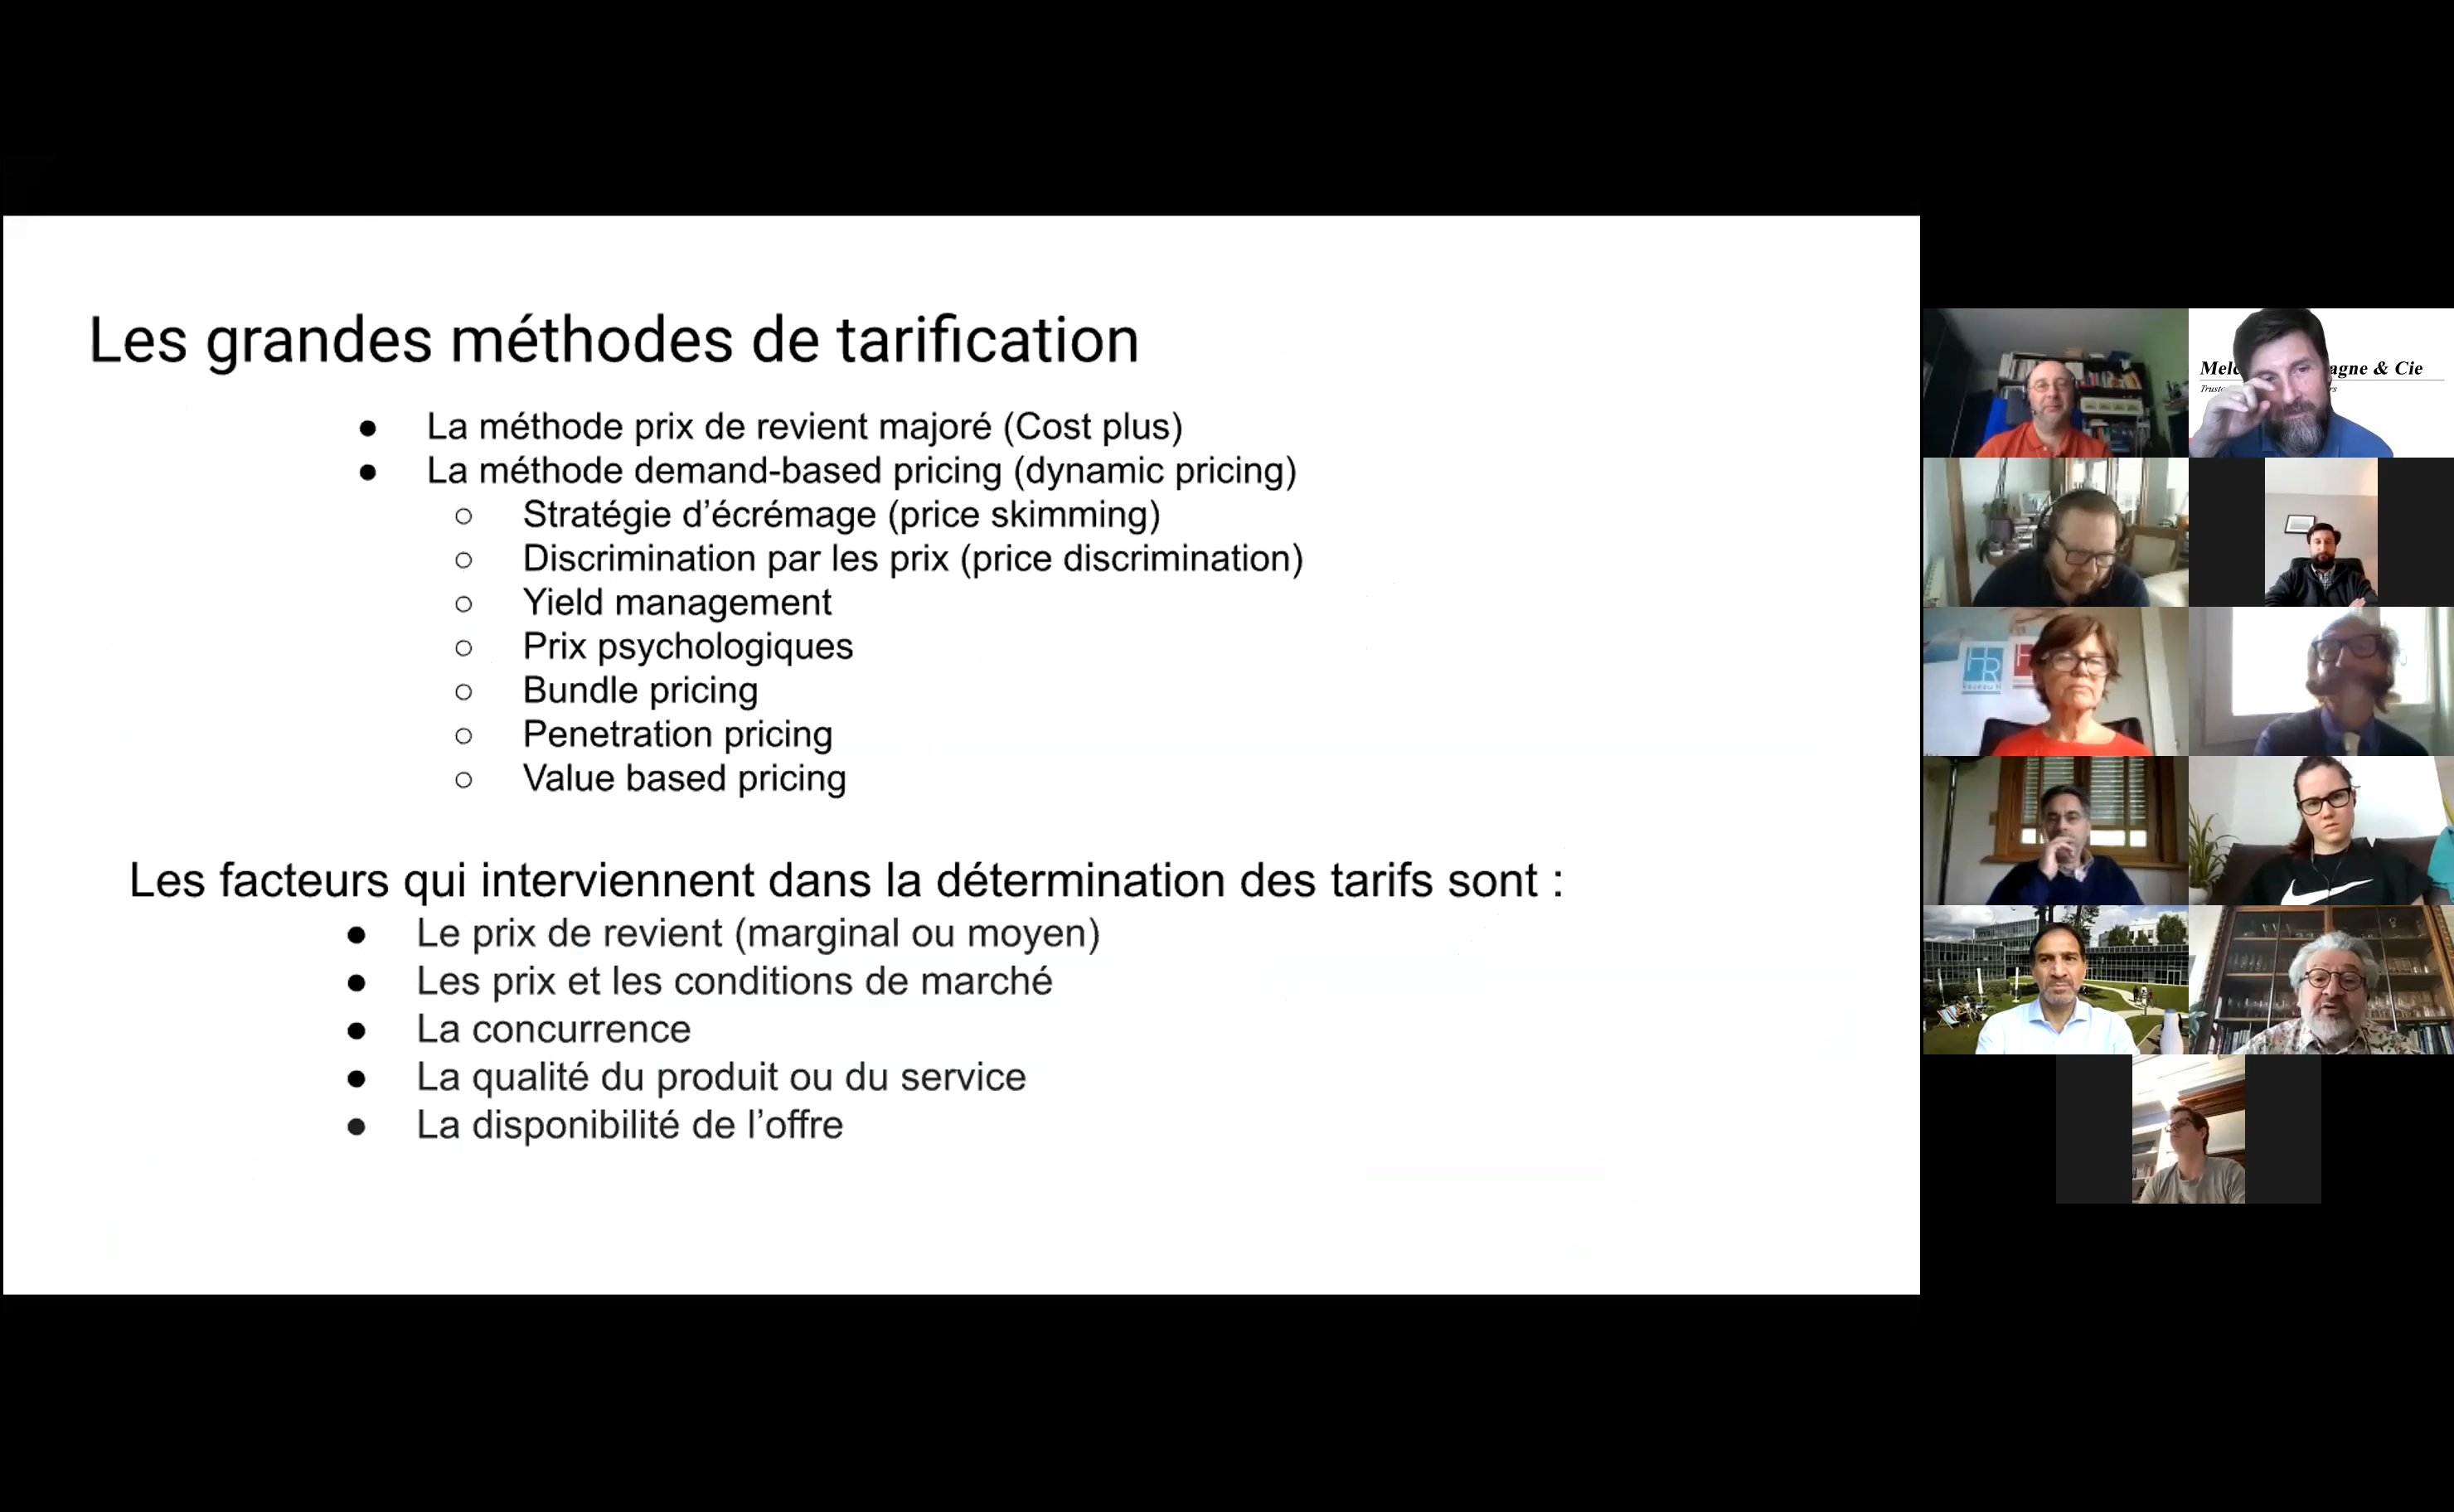 Les grandes méthodes de tarification
● La méthode prix de revient majoré (Cost plus)
● La méthode demand-based pricing (dynamic pricing)
○ Stratégie d’écrémage (price skimming)
○ Discrimination par les prix (price discrimination)
○ Yield management
○ Prix psychologiques
○ Bundle pricing
○ Penetration pricing
○ Value based pricing
Les facteurs qui interviennent dans la détermination des tarifs sont :
● Le prix de revient (marginal ou moyen)
● Les prix et les conditions de marché
● La concurrence
● La qualité du produit ou du service
● La disponibilité de l’offre
& Cie
HR